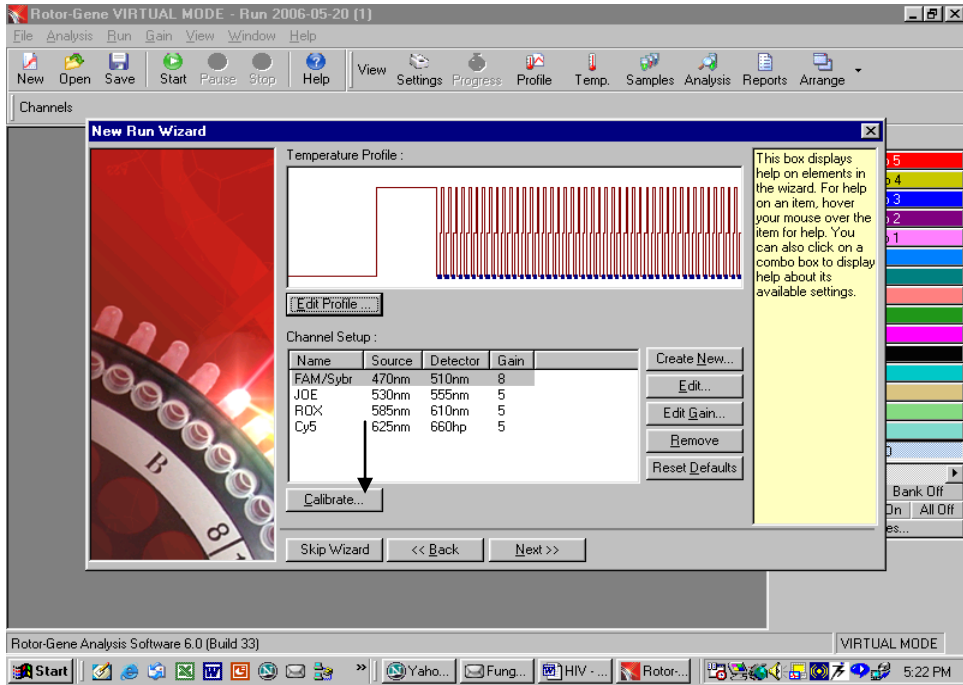 Rotor-Gene VIRTUAL MODE - Run 2006-05-20 (1)
File Analysis Run Gain View Window Help
New Open Save Start Pause Stop Help View Settings Progress Profile Temp. Samples Analysis Reports Arrange
Channels
New Run Wizard
Temperature Profile :
Edit Profile ...
Channel Setup :
Name Source Detector Gain
FAM/Sybr 470nm 510nm 8
JOE 530nm 555nm 5
ROX 585nm 610nm 5
Cy5 625nm 660hp 5
Create New...
Edit...
Edit Gain...
Remove
Reset Defaults
Calibrate...
Skip Wizard << Back Next >>
This box displays
help on elements in
the wizard. For help
on an item, hover
your mouse over the
item for help. You
can also click on a
combo box to display
help about its
available settings.
B
8
5
4
3
2
1
Bank Off
On All Off
es...
Rotor-Gene Analysis Software 6.0 (Build 33)
VIRTUAL MODE
Start » Yaho... Fung... HIV - ... Rotor-... 5:22 PM